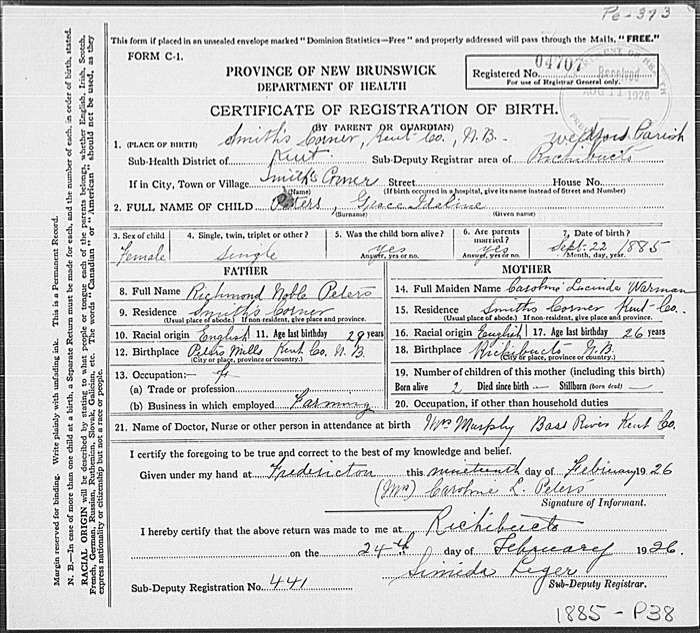 Pe-373
This form if placed in an unsealed envelope marked "Dominion Statistics—Free" and properly addressed will pass through the Mails, "FREE."
FORM C-1.
PROVINCE OF NEW BRUNSWICK
DEPARTMENT OF HEALTH
Registered No. 04707
For use of Registrar General only.
Received
1926
CERTIFICATE OF REGISTRATION OF BIRTH.
(BY PARENT OR GUARDIAN)
1. (PLACE OF BIRTH) Smith's Corner, Kent Co., N.B. Weldford Parish
Sub-Health District of Kent Sub-Deputy Registrar area of Richibucto
If in City, Town or Village Smith's Corner Street House No.
(Name) (If birth occurred in a hospital, give its name instead of Street and Number)
2. FULL NAME OF CHILD Peters, Grace
(Surname) (Given name)
3. Sex of child 4. Single, twin, triplet or other? 5. Was the child born alive? 6. Are parents married? 7. Date of birth?
Female Single Yes Yes Sept. 22 1885
Answer, yes or no. Answer, yes or no. Month, day, year.
FATHER
8. Full Name Richmond Noble Peters
9. Residence Smith's Corner
(Usual place of abode.) If non-resident, give place and province.
10. Racial origin English 11. Age last birthday 29 years
12. Birthplace Peters Mills Kent Co. N.B.
(City or place, province or country.)
13. Occupation:—
(a) Trade or profession
(b) Business in which employed Farming
MOTHER
14. Full Maiden Name Caroline Lucinda Warman
15. Residence Smiths Corner Kent Co.
(Usual place of abode.) If non-resident, give place and province.
16. Racial origin English 17. Age last birthday 26 years
18. Birthplace Richibucto N.B.
(City or place, province or country.)
19. Number of children of this mother (including this birth)
Born alive 2 Died since birth — Stillborn (born dead) —
20. Occupation, if other than household duties
21. Name of Doctor, Nurse or other person in attendance at birth Mrs Murphy Bass River Kent Co.
I certify the foregoing to be true and correct to the best of my knowledge and belief.
Given under my hand at Fredericton this nineteenth day of February 1926
(Mrs) Caroline L. Peters
Signature of Informant.
I hereby certify that the above return was made to me at Richibucto
on the 24th day of February 1926.
Simida Leger
Sub-Deputy Registration No. 441 Sub-Deputy Registrar.
1885-P38
Margin reserved for binding. Write plainly with unfading ink. This is a Permanent Record.
N. B.—In case of more than one child at a birth, a Separate Return must be made for each, and the number of each, in order of birth, stated.
RACIAL ORIGIN will be described by stating to what people or tongue each of the parents belongs, whether English, Irish, Scotch,
French, German, Russian, Ruthenian, Slovak, Galician, etc. The words "Canadian" or "American" should not be used, as they
express nationality or citizenship but not a race or people.